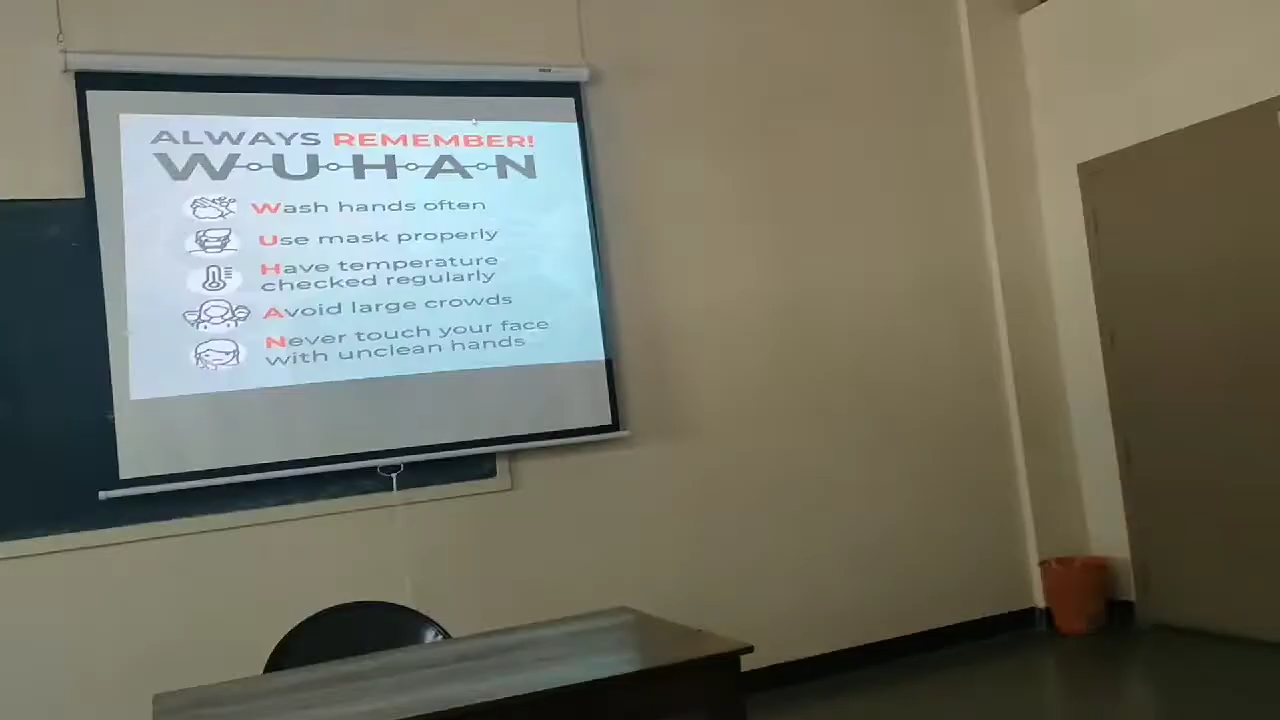 ALWAYS REMEMBER!
W-U-H-A-N
Wash hands often
Use mask properly
Have temperature
checked regularly
Avoid large crowds
Never touch your face
with unclean hands